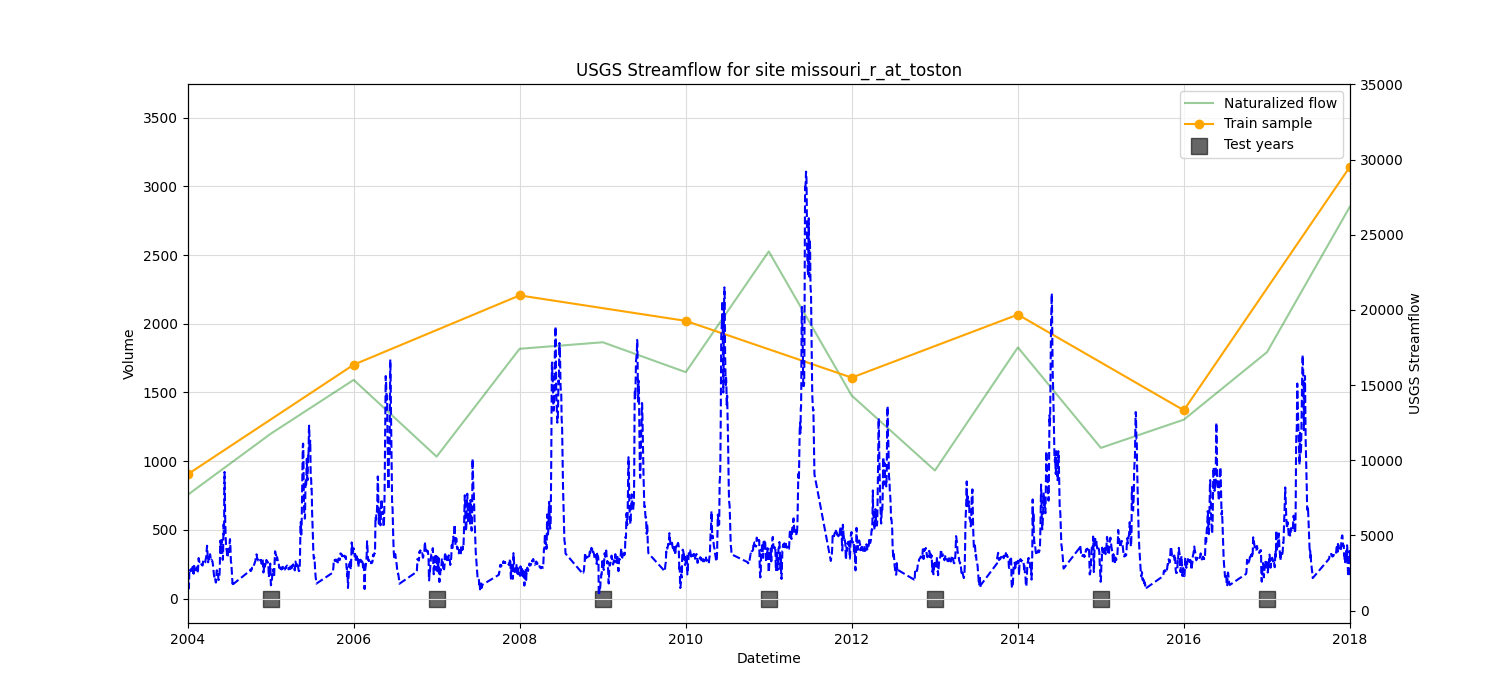 USGS Streamflow for site missouri_r_at_toston
Naturalized flow
Train sample
Test years
Volume
3500
3000
2500
2000
1500
1000
500
0
35000
30000
25000
20000
15000
10000
5000
0
USGS Streamflow
2004 2006 2008 2010 2012 2014 2016 2018
Datetime